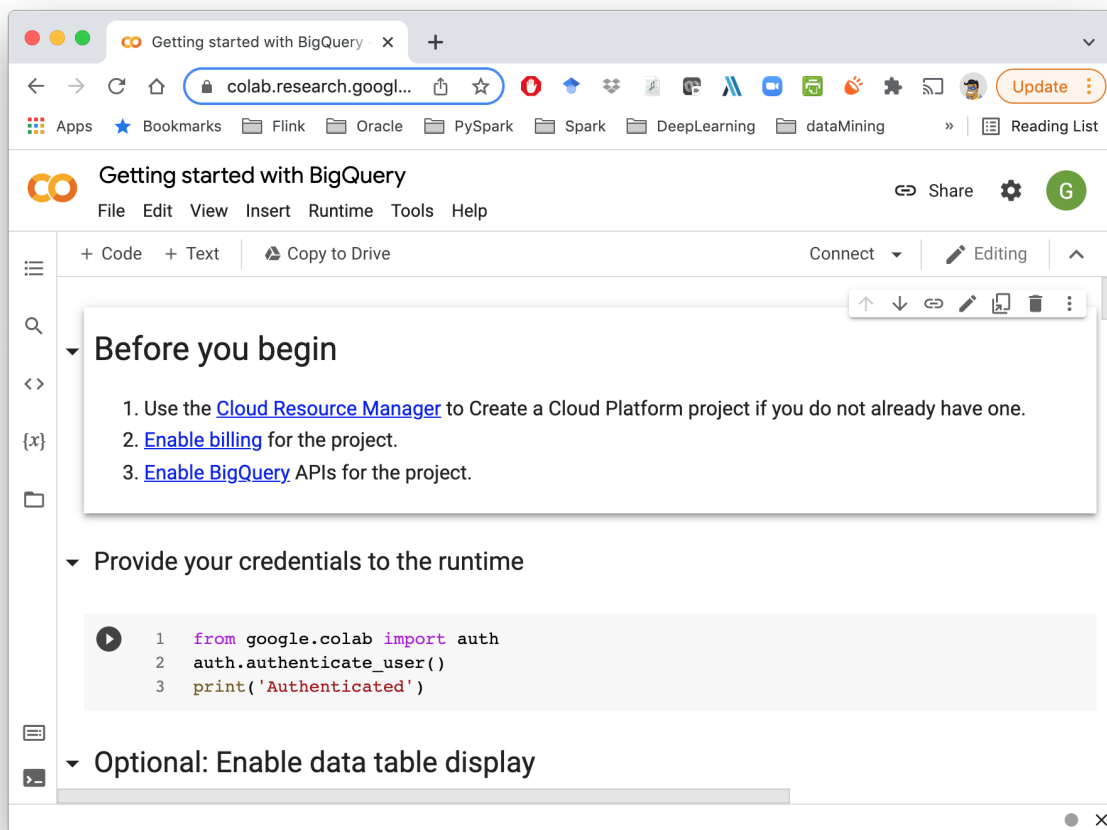 Getting started with BigQuery
colab.research.googl...
Update
Apps Bookmarks Flink Oracle PySpark Spark DeepLearning dataMining » Reading List
Getting started with BigQuery
File Edit View Insert Runtime Tools Help
Share
G
+ Code + Text Copy to Drive Connect Editing
Before you begin
1. Use the Cloud Resource Manager to Create a Cloud Platform project if you do not already have one.
2. Enable billing for the project.
3. Enable BigQuery APIs for the project.
{x}
Provide your credentials to the runtime
1 from google.colab import auth
2 auth.authenticate_user()
3 print('Authenticated')
Optional: Enable data table display